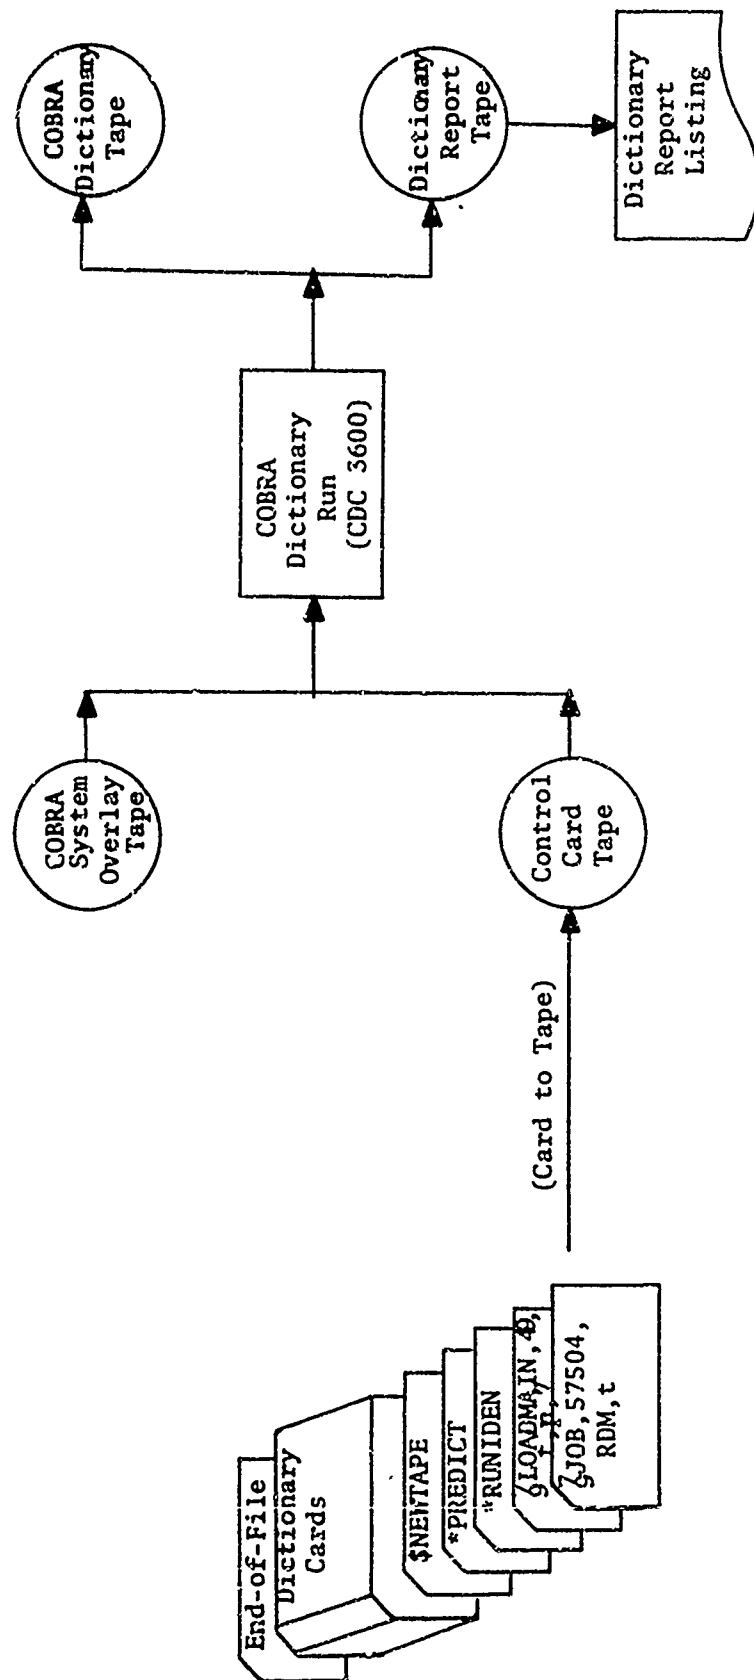 End-of-File
Dictionary
Cards
$NEWTAPE
*PREDICT
*RUNIDEN
LOADMAIN,49,
t,p,
JOB,57504,
RDM,t
(Card to Tape)
COBRA
System
Overlay
Tape
Control
Card
Tape
COBRA
Dictionary
Run
(CDC 3600)
COBRA
Dictionary
Tape
Dictionary
Report
Tape
Dictionary
Report
Listing